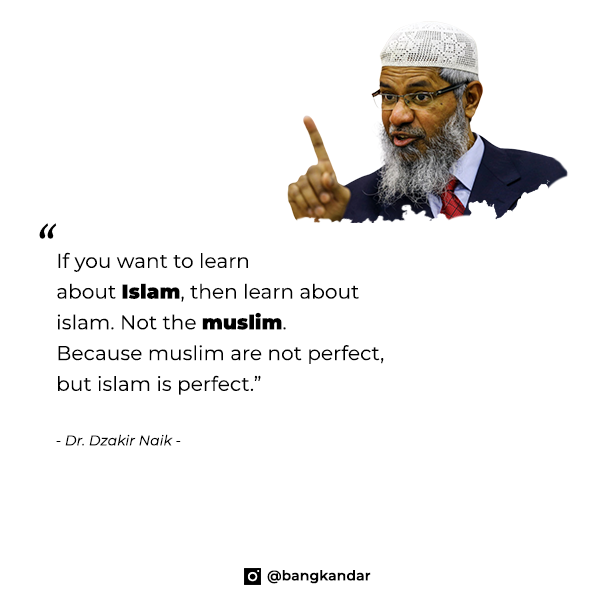 “
If you want to learn
about Islam, then learn about
islam. Not the muslim.
Because muslim are not perfect,
but islam is perfect.”
- Dr. Dzakir Naik -
@bangkandar